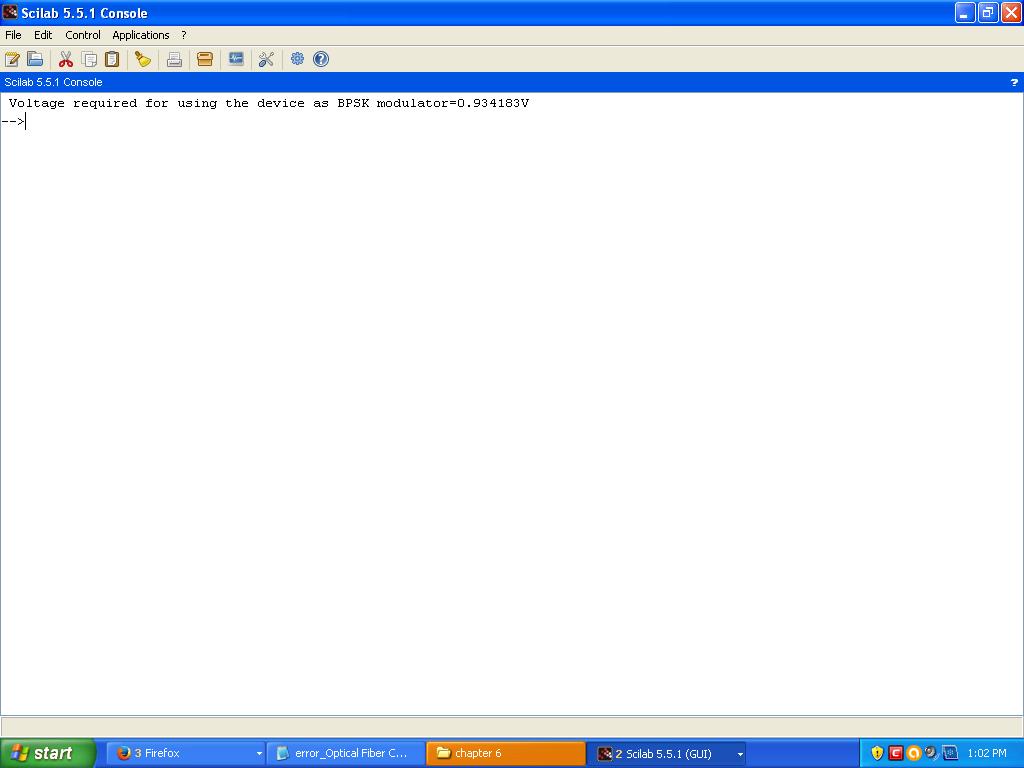 Scilab 5.5.1 Console
File Edit Control Applications ?
Scilab 5.5.1 Console ?
Voltage required for using the device as BPSK modulator=0.934183V
-->
start 3 Firefox error_Optical Fiber C... chapter 6 2 Scilab 5.5.1 (GUI) 1:02 PM